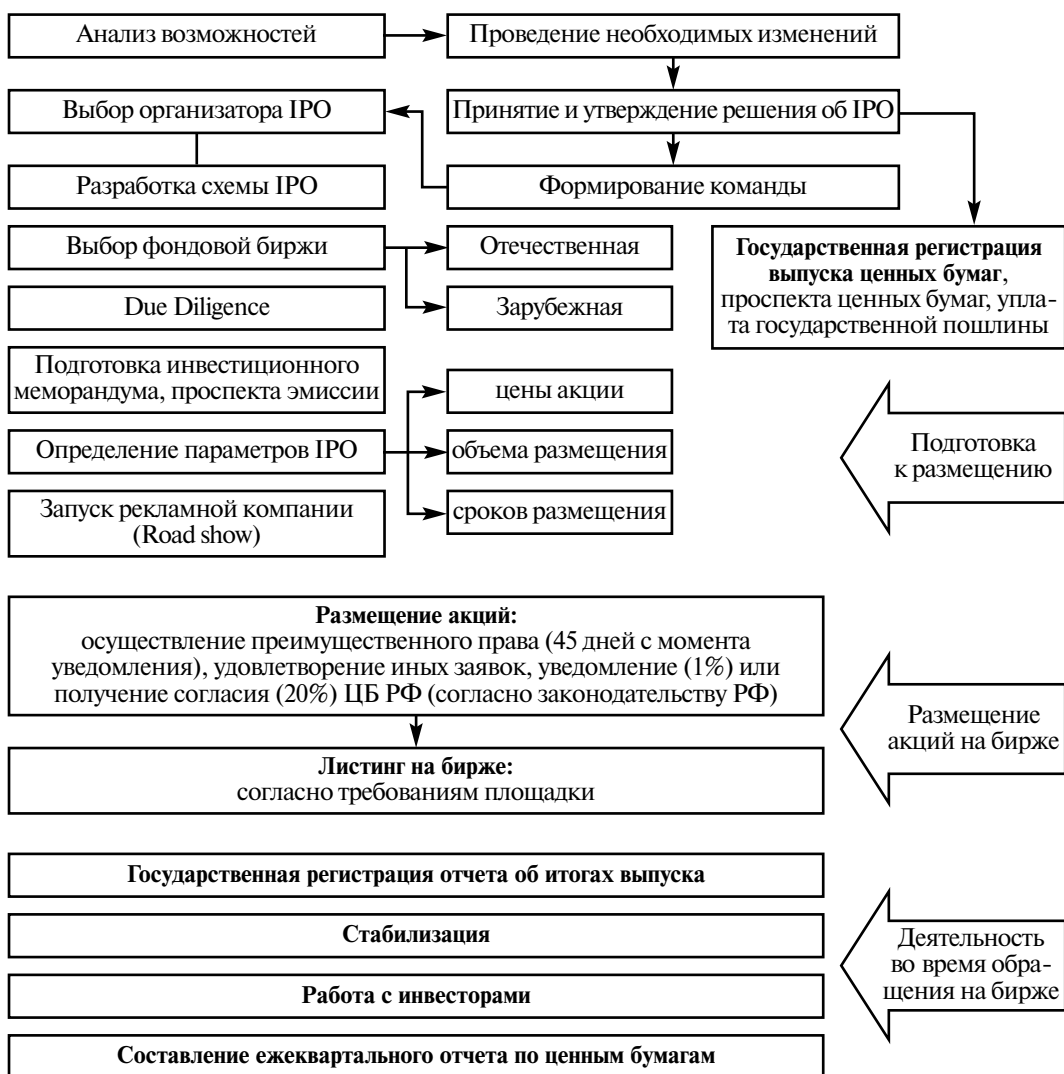 Анализ возможностей
Проведение необходимых изменений
Выбор организатора IPO
Принятие и утверждение решения об IPO
Разработка схемы IPO
Формирование команды
Выбор фондовой биржи
Отечественная
Государственная регистрация
выпуска ценных бумаг,
проспекта ценных бумаг, упла-
та государственной пошлины
Due Diligence
Зарубежная
Подготовка инвестиционного
меморандума, проспекта эмиссии
цены акции
Определение параметров IPO
объема размещения
Подготовка
к размещению
Запуск рекламной компании
(Road show)
сроков размещения
Размещение акций:
осуществление преимущественного права (45 дней с момента
уведомления), удовлетворение иных заявок, уведомление (1%) или
получение согласия (20%) ЦБ РФ (согласно законодательству РФ)
Размещение
акций на бирже
Листинг на бирже:
согласно требованиям площадки
Государственная регистрация отчета об итогах выпуска
Стабилизация
Деятельность
во время обра-
щения на бирже
Работа с инвесторами
Составление ежеквартального отчета по ценным бумагам